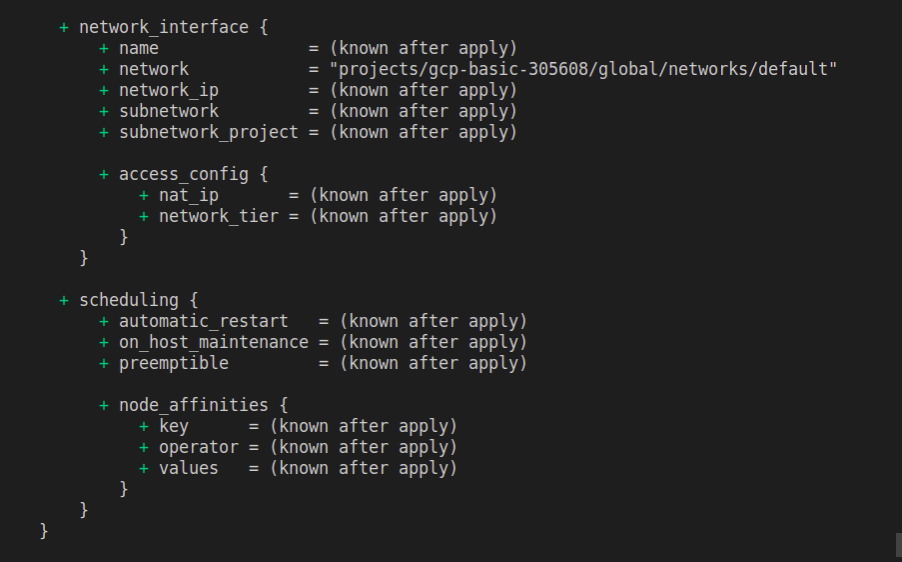 + network_interface {
+ name = (known after apply)
+ network = "projects/gcp-basic-305608/global/networks/default"
+ network_ip = (known after apply)
+ subnetwork = (known after apply)
+ subnetwork_project = (known after apply)
+ access_config {
+ nat_ip = (known after apply)
+ network_tier = (known after apply)
}
}
+ scheduling {
+ automatic_restart = (known after apply)
+ on_host_maintenance = (known after apply)
+ preemptible = (known after apply)
+ node_affinities {
+ key = (known after apply)
+ operator = (known after apply)
+ values = (known after apply)
}
}
}